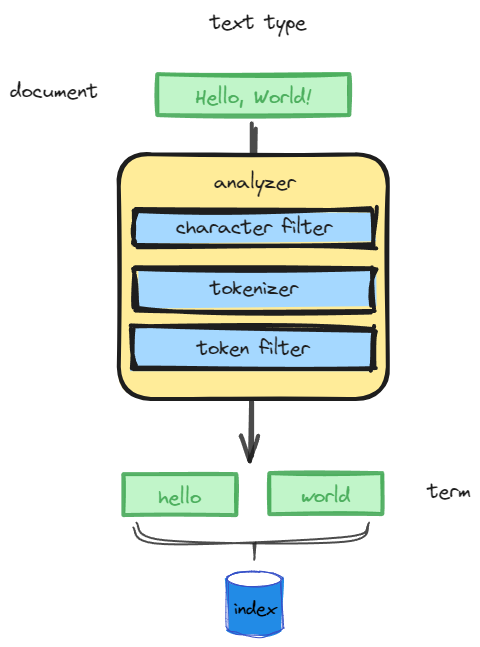 text type
document
Hello, World!
analyzer
character filter
tokenizer
token filter
hello
world
term
index